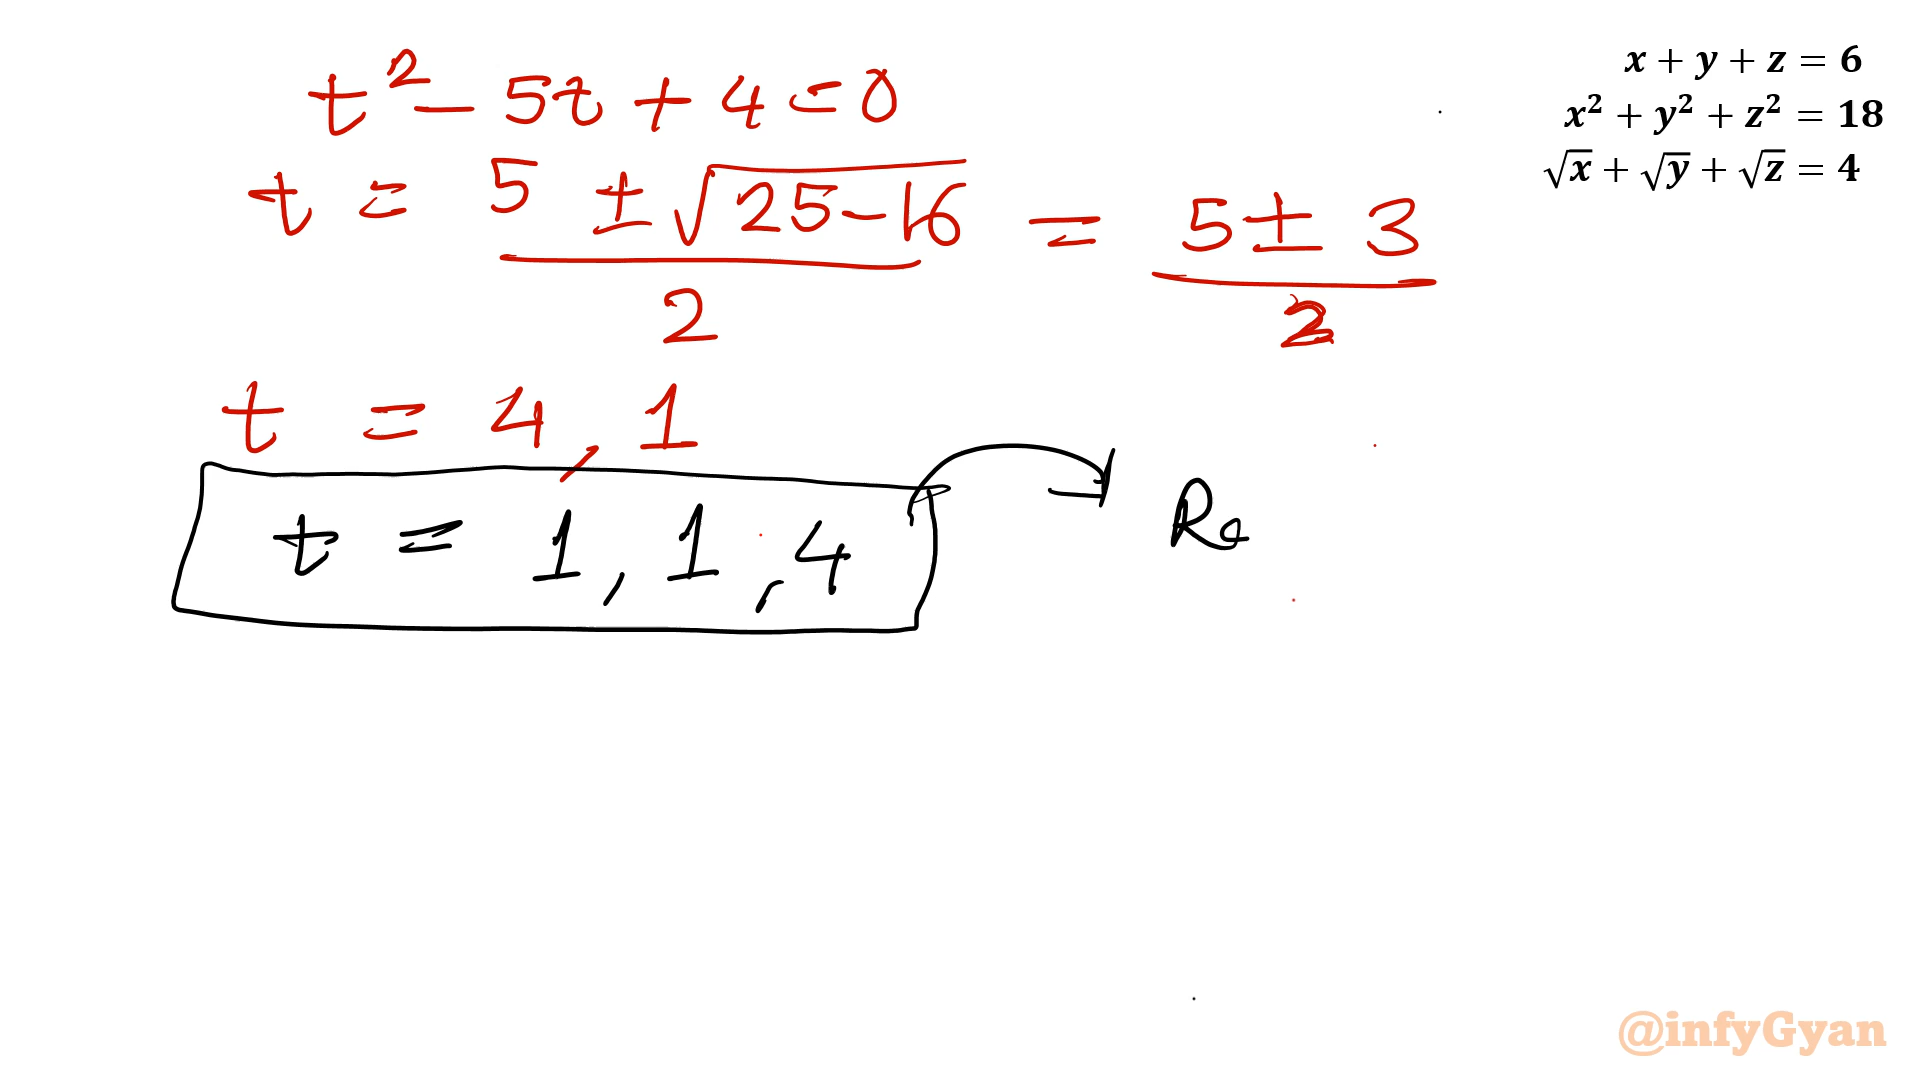 t² - 5t + 4 = 0
t = (5 ± √(25-16))/2 = (5 ± 3)/2
t = 4, 1
t = 1, 1, 4
Re
x + y + z = 6
x² + y² + z² = 18
√x + √y + √z = 4
@infyGyan